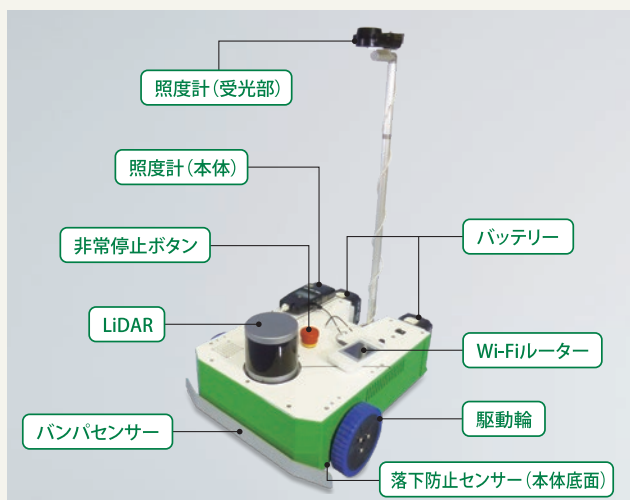 照度計（受光部）
照度計（本体）
非常停止ボタン
バッテリー
LiDAR
Wi-Fiルーター
バンパセンサー
駆動輪
落下防止センサー（本体底面）